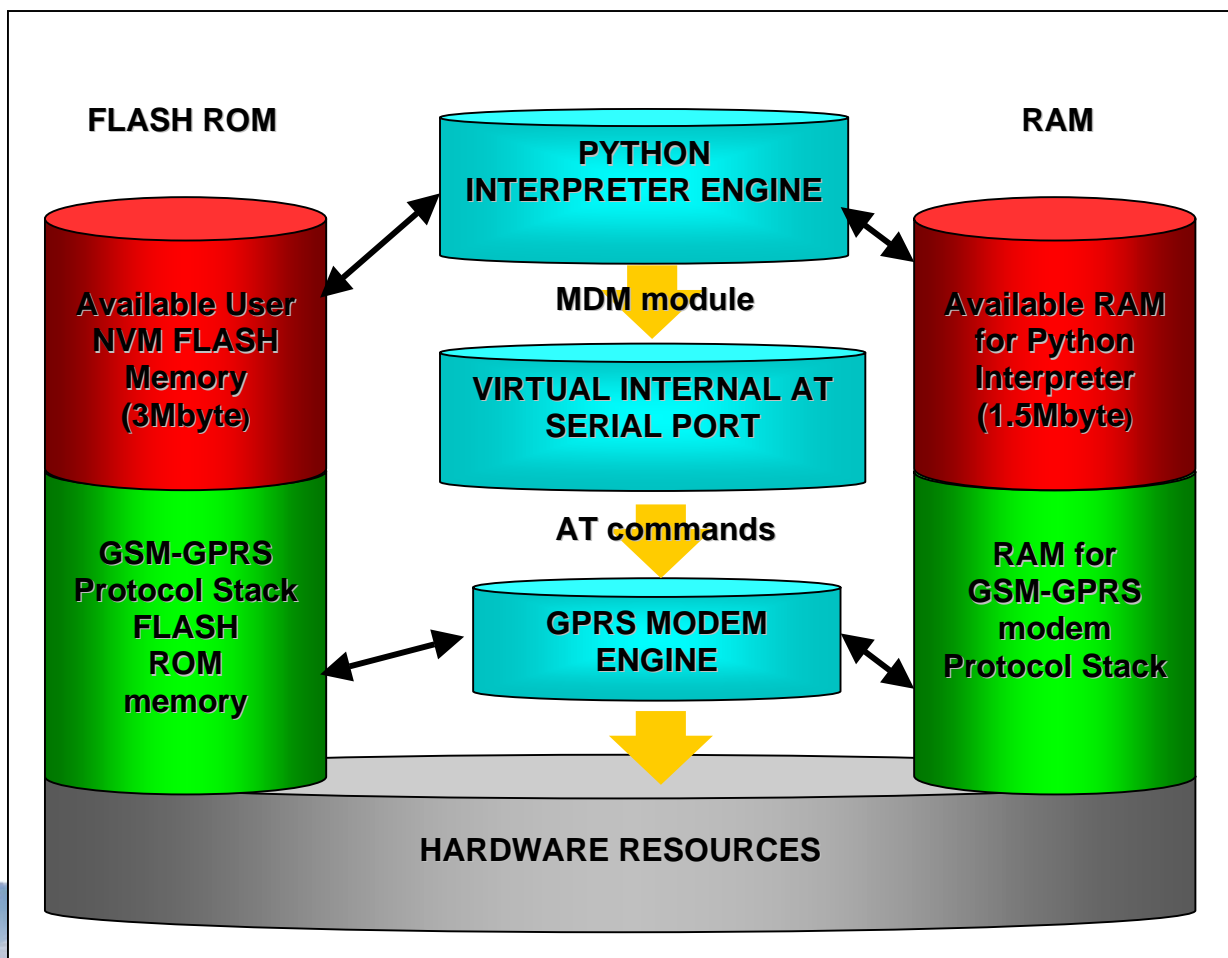 FLASH ROM
PYTHON
INTERPRETER ENGINE
RAM
Available User
NVM FLASH
Memory
(3Mbyte)
MDM module
Available RAM
for Python
Interpreter
(1.5Mbyte)
VIRTUAL INTERNAL AT
SERIAL PORT
AT commands
GSM-GPRS
Protocol Stack
FLASH
ROM
memory
GPRS MODEM
ENGINE
RAM for
GSM-GPRS
modem
Protocol Stack
HARDWARE RESOURCES